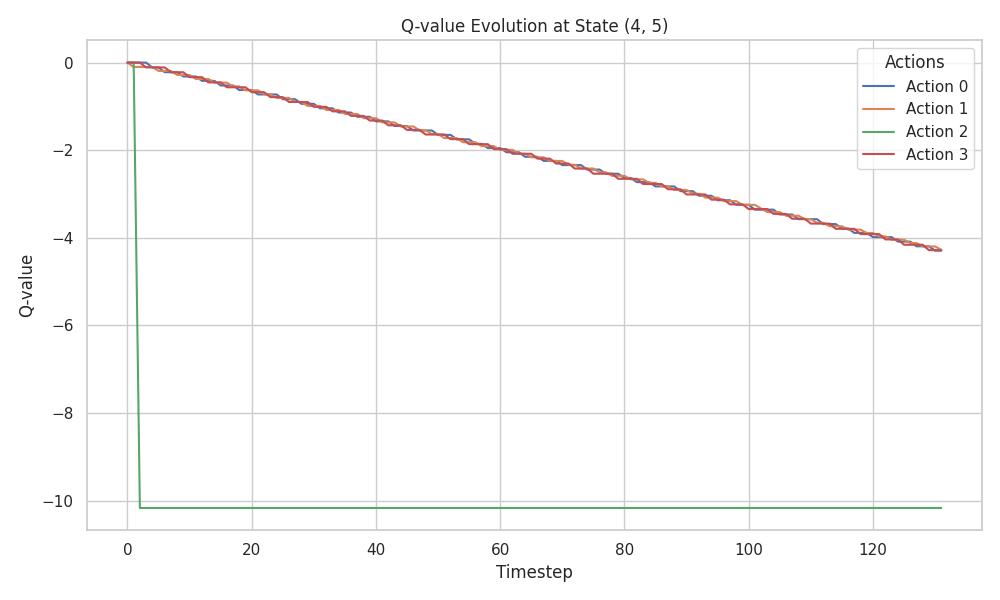 Q-value Evolution at State (4, 5)
Actions
Action 0
Action 1
Action 2
Action 3
Q-value
0
−2
−4
−6
−8
−10
0 20 40 60 80 100 120
Timestep